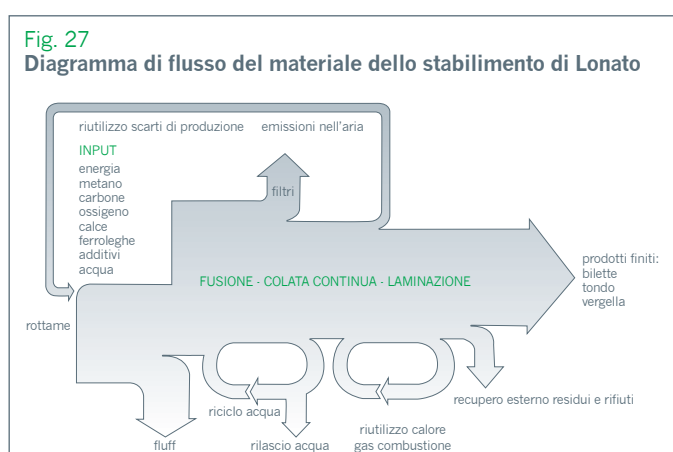 Fig. 27
Diagramma di flusso del materiale dello stabilimento di Lonato
riutilizzo scarti di produzione
emissioni nell'aria
INPUT
energia
metano
carbone
ossigeno
calce
ferroleghe
additivi
acqua
filtri
FUSIONE - COLATA CONTINUA - LAMINAZIONE
prodotti finiti:
bilette
tondo
vergella
rottame
riciclo acqua
recupero esterno residui e rifiuti
fluff
rilascio acqua
riutilizzo calore
gas combustione